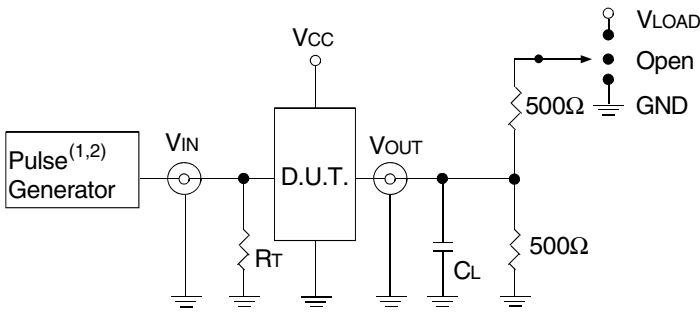 VLOAD
VCC
Open
500Ω
GND
Pulse(1,2)
Generator
VIN
D.U.T.
VOUT
RT
CL
500Ω